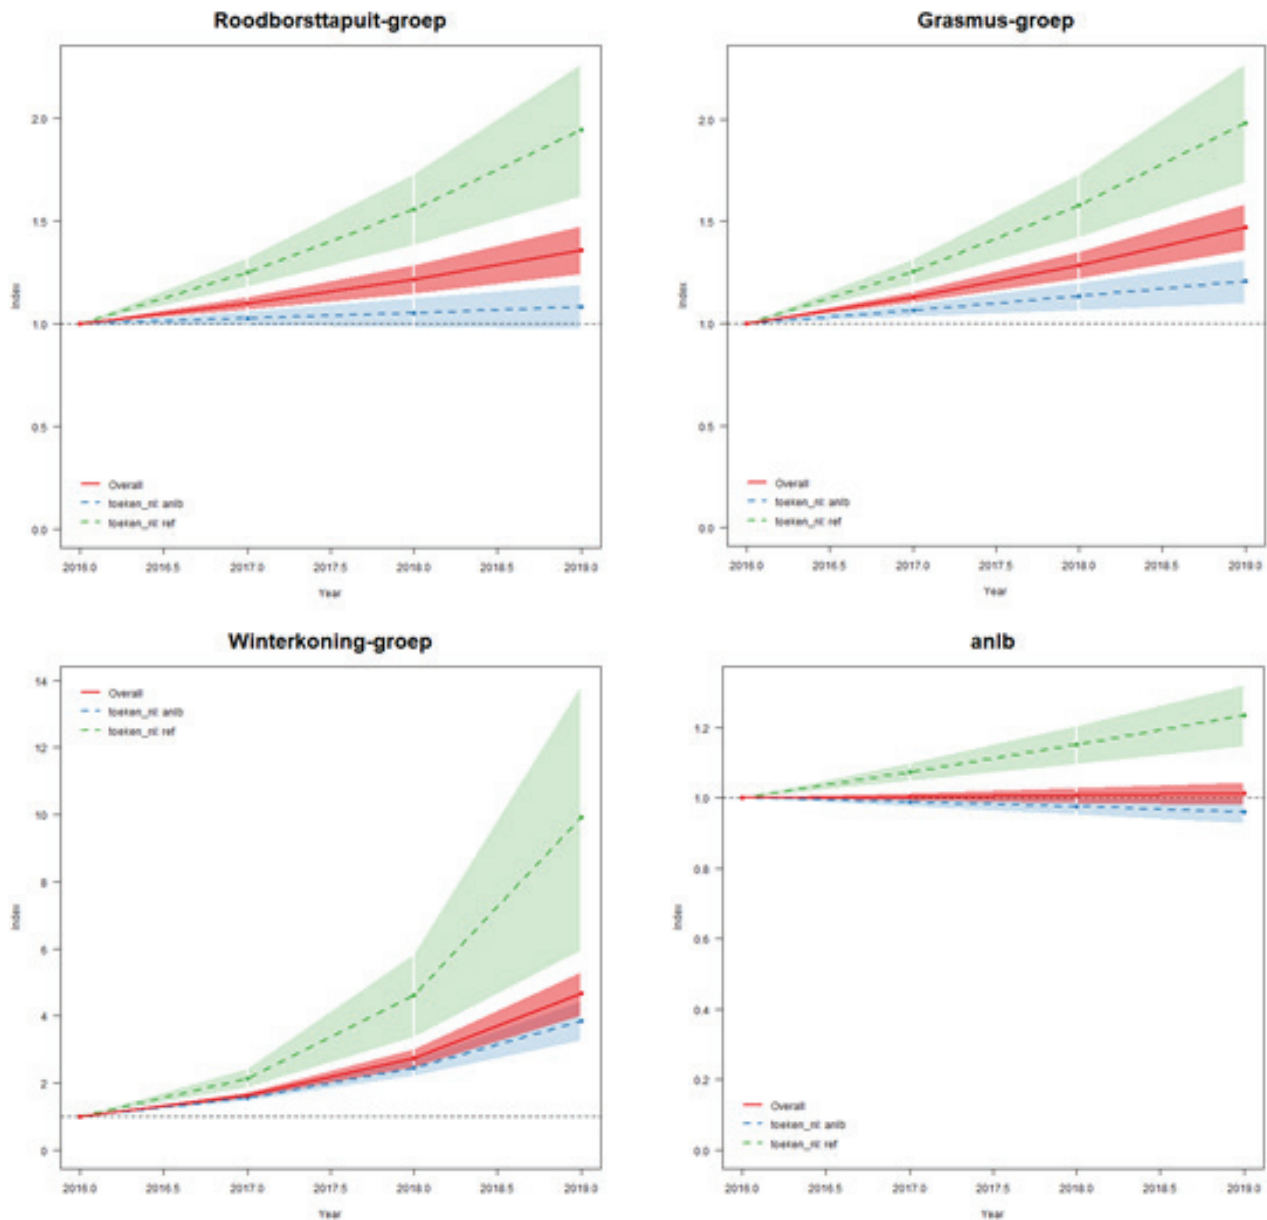 Roodborsttapuit-groep
2.0
1.5
1.0
0.5
0.0
Index
Overall
toeken_nl: anlb
toeken_nl: ref
2016.0 2016.5 2017.0 2017.5 2018.0 2018.5 2019.0
Year
Grasmus-groep
2.0
1.5
1.0
0.5
0.0
Index
Overall
toeken_nl: anlb
toeken_nl: ref
2016.0 2016.5 2017.0 2017.5 2018.0 2018.5 2019.0
Year
Winterkoning-groep
14
12
10
8
6
4
2
0
Index
Overall
toeken_nl: anlb
toeken_nl: ref
2016.0 2016.5 2017.0 2017.5 2018.0 2018.5 2019.0
Year
anlb
1.2
1.0
0.8
0.6
0.4
0.2
0.0
Index
Overall
toeken_nl: anlb
toeken_nl: ref
2016.0 2016.5 2017.0 2017.5 2018.0 2018.5 2019.0
Year